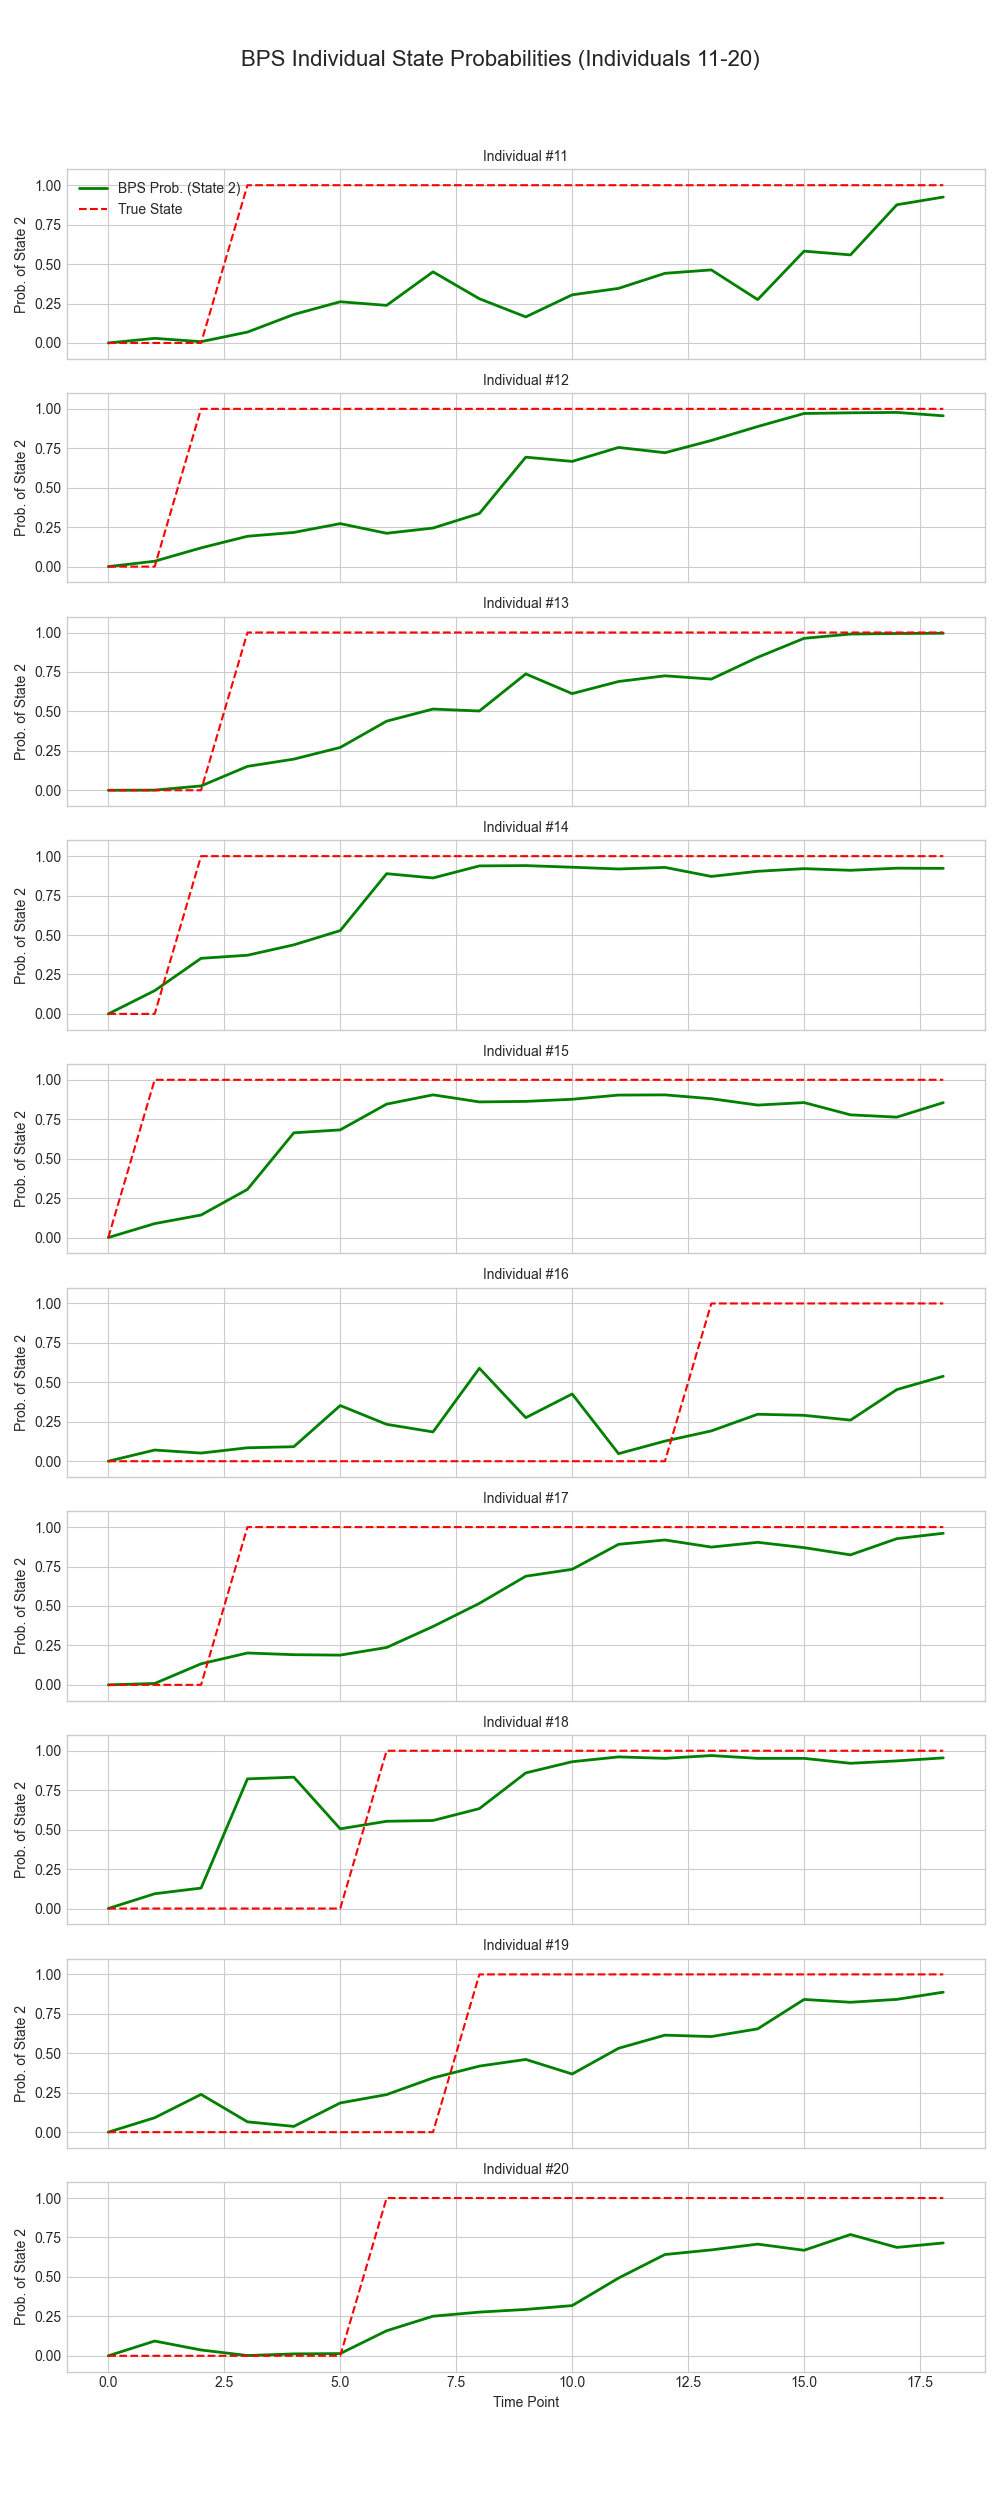 BPS Individual State Probabilities (Individuals 11-20)
Individual #11
BPS Prob. (State 2)
True State
Prob. of State 2
1.00
0.75
0.50
0.25
0.00
Individual #12
Prob. of State 2
1.00
0.75
0.50
0.25
0.00
Individual #13
Prob. of State 2
1.00
0.75
0.50
0.25
0.00
Individual #14
Prob. of State 2
1.00
0.75
0.50
0.25
0.00
Individual #15
Prob. of State 2
1.00
0.75
0.50
0.25
0.00
Individual #16
Prob. of State 2
1.00
0.75
0.50
0.25
0.00
Individual #17
Prob. of State 2
1.00
0.75
0.50
0.25
0.00
Individual #18
Prob. of State 2
1.00
0.75
0.50
0.25
0.00
Individual #19
Prob. of State 2
1.00
0.75
0.50
0.25
0.00
Individual #20
Prob. of State 2
1.00
0.75
0.50
0.25
0.00
0.0 2.5 5.0 7.5 10.0 12.5 15.0 17.5
Time Point